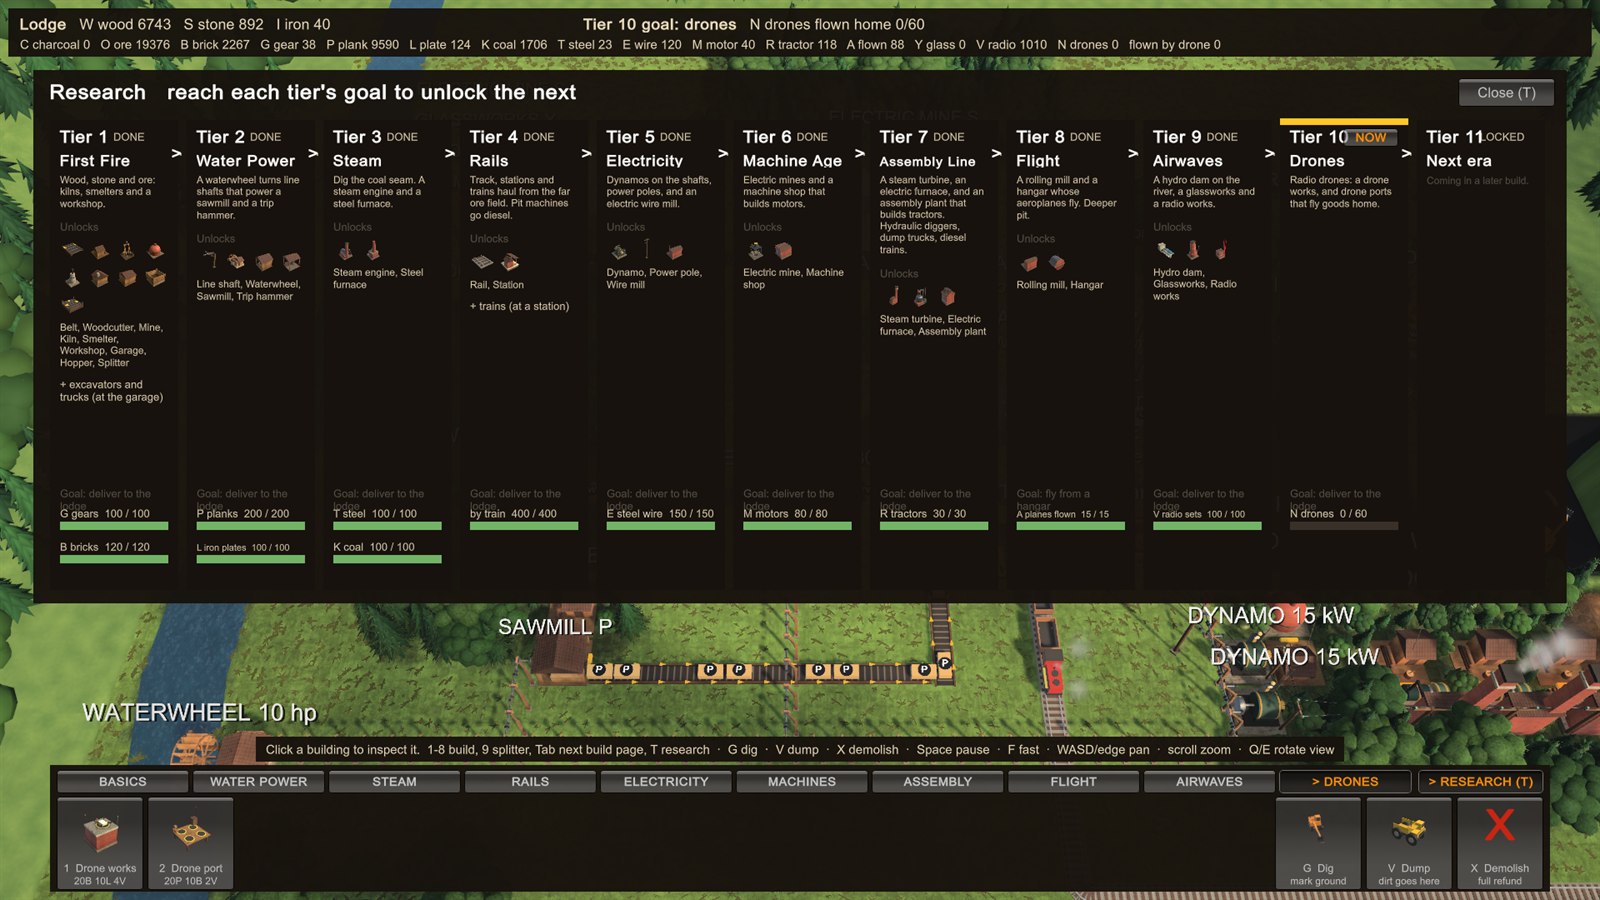 Lodge W wood 6743 S stone 892 I iron 40
Tier 10 goal: drones N drones flown home 0/60
C charcoal 0 O ore 19376 B brick 2267 G gear 38 P plank 9590 L plate 124 K coal 1706 T steel 23 E wire 120 M motor 40 R tractor 118 A flown 88 Y glass 0 V radio 1010 N drones 0 flown by drone 0
Research reach each tier's goal to unlock the next
Close (T)
Tier 1 DONE
First Fire
Wood, stone and ore:
kilns, smelters and a
workshop.
Unlocks
Belt, Woodcutter, Mine,
Kiln, Smelter,
Workshop, Garage,
Hopper, Splitter
+ excavators and
trucks (at the garage)
Goal: deliver to the
lodge
G gears 100 / 100
B bricks 120 / 120
>
Tier 2 DONE
Water Power
A waterwheel turns line
shafts that power a
sawmill and a trip
hammer.
Unlocks
Line shaft, Waterwheel,
Sawmill, Trip hammer
Goal: deliver to the
lodge
P planks 200 / 200
L iron plates 100 / 100
>
Tier 3 DONE
Steam
Dig the coal seam. A
steam engine and a
steel furnace.
Unlocks
Steam engine, Steel
furnace
Goal: deliver to the
lodge
T steel 100 / 100
K coal 100 / 100
>
Tier 4 DONE
Rails
Track, stations and
trains haul from the far
ore field. Pit machines
go diesel.
Unlocks
Rail, Station
+ trains (at a station)
Goal: deliver to the
lodge
by train 400 / 400
>
Tier 5 DONE
Electricity
Dynamos on the shafts,
power poles, and an
electric wire mill.
Unlocks
Dynamo, Power pole,
Wire mill
Goal: deliver to the
lodge
E steel wire 150 / 150
>
Tier 6 DONE
Machine Age
Electric mines and a
machine shop that
builds motors.
Unlocks
Electric mine, Machine
shop
Goal: deliver to the
lodge
M motors 80 / 80
>
Tier 7 DONE
Assembly Line
A steam turbine, an
electric furnace, and an
assembly plant that
builds tractors.
Hydraulic diggers,
dump trucks, diesel
trains.
Unlocks
Steam turbine, Electric
furnace, Assembly plant
Goal: deliver to the
lodge
R tractors 30 / 30
>
Tier 8 DONE
Flight
A rolling mill and a
hangar whose
aeroplanes fly. Deeper
pit.
Unlocks
Rolling mill, Hangar
Goal: fly from a
hangar
A planes flown 15 / 15
>
Tier 9 DONE
Airwaves
A hydro dam on the
river, a glassworks and
a radio works.
Unlocks
Hydro dam,
Glassworks, Radio
works
Goal: deliver to the
lodge
V radio sets 100 / 100
>
Tier 10 NOW
Drones
Radio drones: a drone
works, and drone ports
that fly goods home.
Goal: deliver to the
lodge
N drones 0 / 60
>
Tier 11 LOCKED
Next era
Coming in a later build.
SAWMILL P
P P P P P P P P
DYNAMO 15 kW
DYNAMO 15 kW
WATERWHEEL 10 hp
Click a building to inspect it. 1-8 build, 9 splitter, Tab next build page, T research · G dig · V dump · X demolish · Space pause · F fast · WASD/edge pan · scroll zoom · Q/E rotate view
BASICS
WATER POWER
STEAM
RAILS
ELECTRICITY
MACHINES
ASSEMBLY
FLIGHT
AIRWAVES
> DRONES
> RESEARCH (T)
1 Drone works
20B 10L 4V
2 Drone port
20P 10B 2V
G Dig
mark ground
V Dump
dirt goes here
X Demolish
full refund